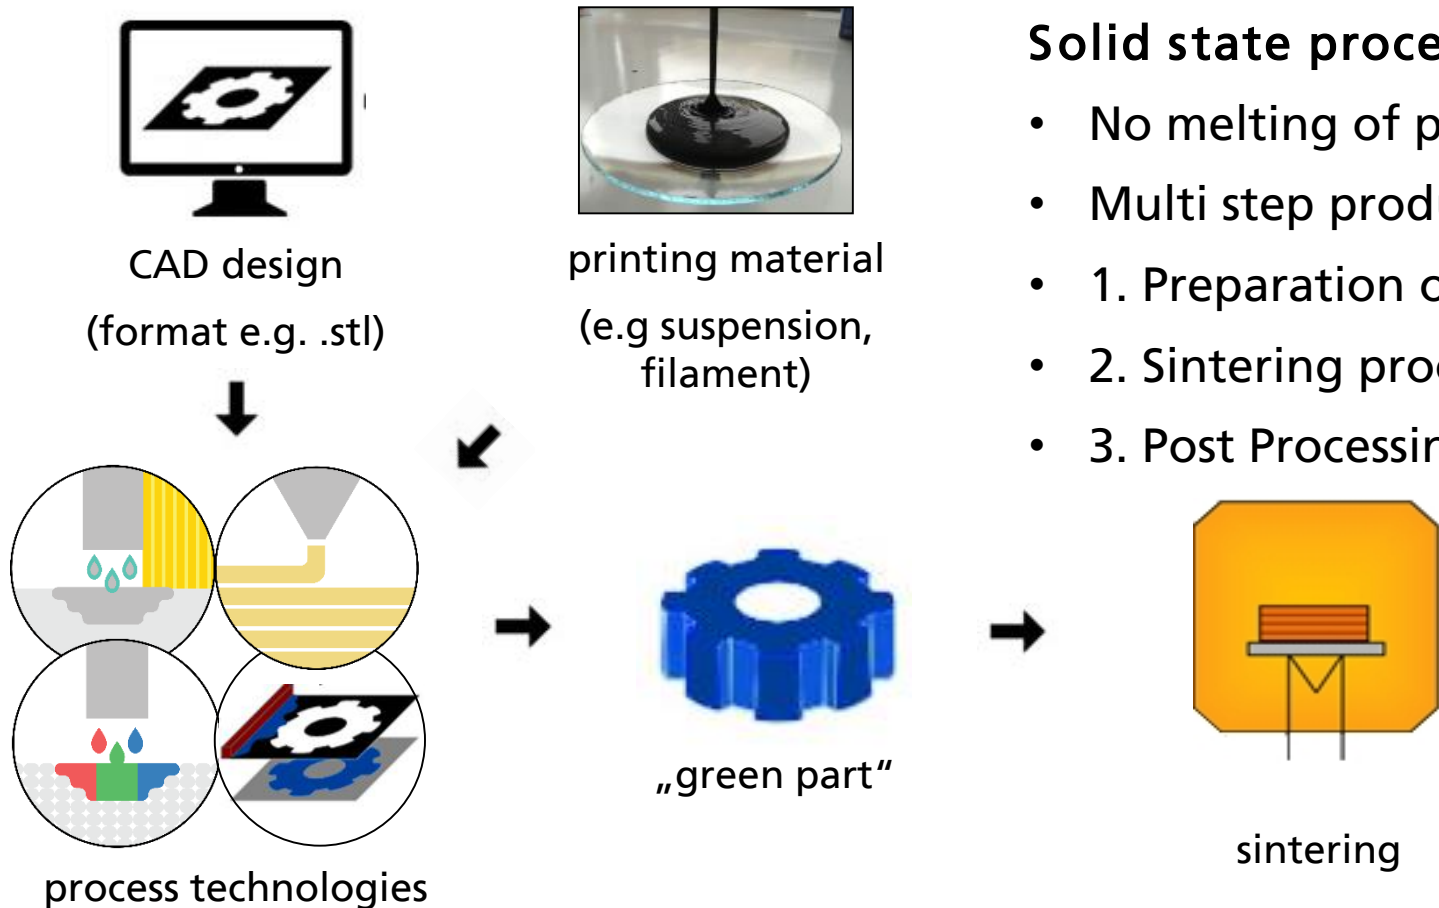 CAD design
(format e.g. .stl)
printing material
(e.g suspension,
filament)
Solid state proce
• No melting of p
• Multi step produ
• 1. Preparation o
• 2. Sintering proc
• 3. Post Processin
process technologies
„green part“
sintering